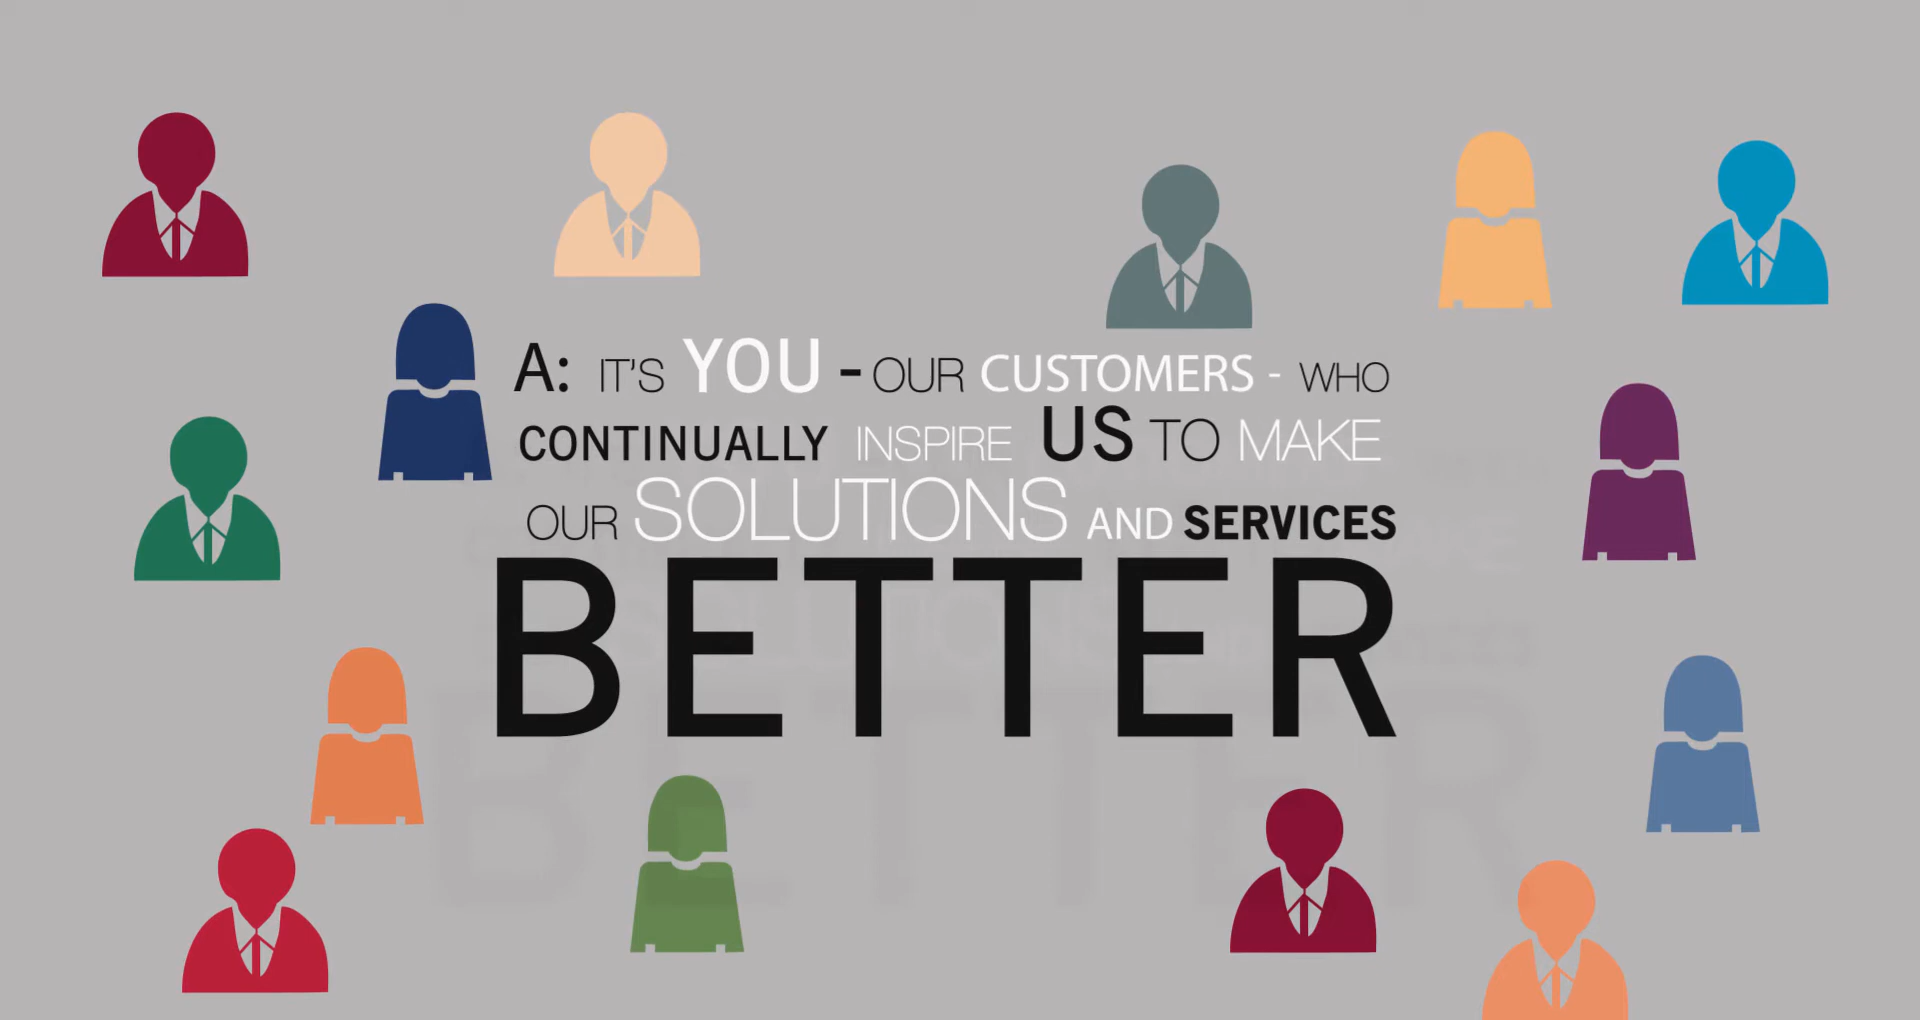 A: IT'S YOU - OUR CUSTOMERS - WHO
CONTINUALLY INSPIRE US TO MAKE
OUR SOLUTIONS AND SERVICES
BETTER